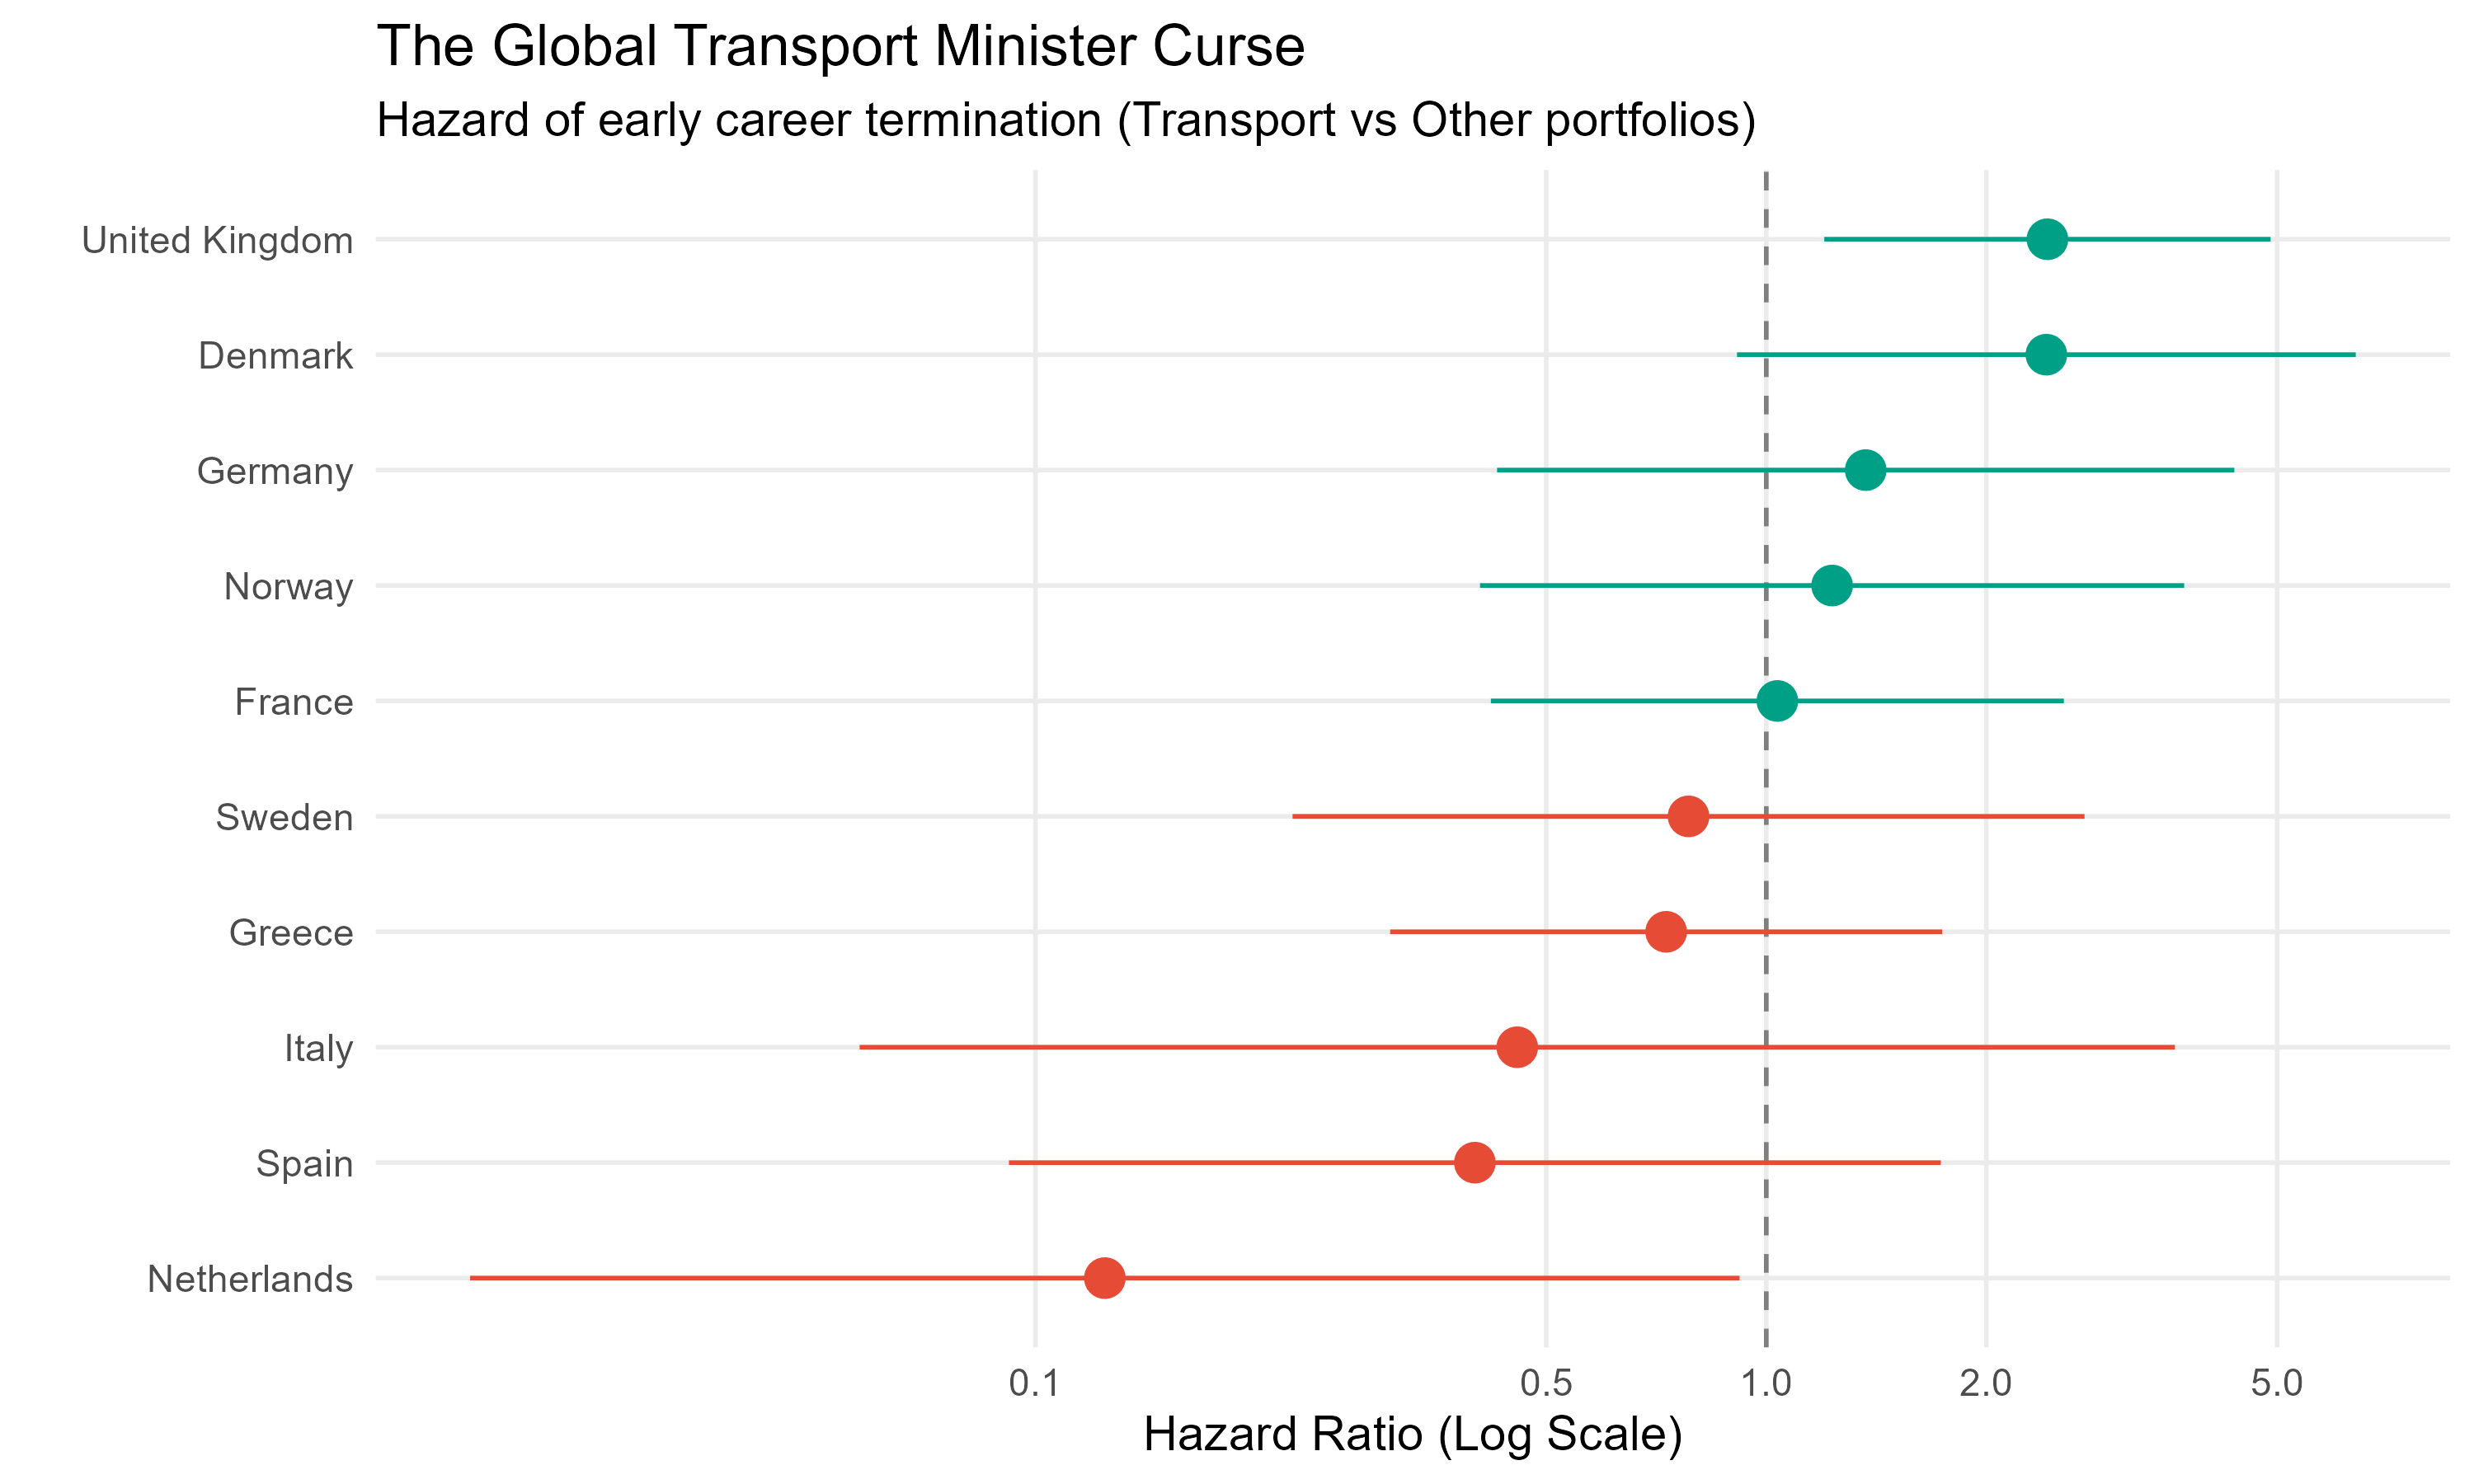 The Global Transport Minister Curse
Hazard of early career termination (Transport vs Other portfolios)
United Kingdom
Denmark
Germany
Norway
France
Sweden
Greece
Italy
Spain
Netherlands
0.1 0.5 1.0 2.0 5.0
Hazard Ratio (Log Scale)